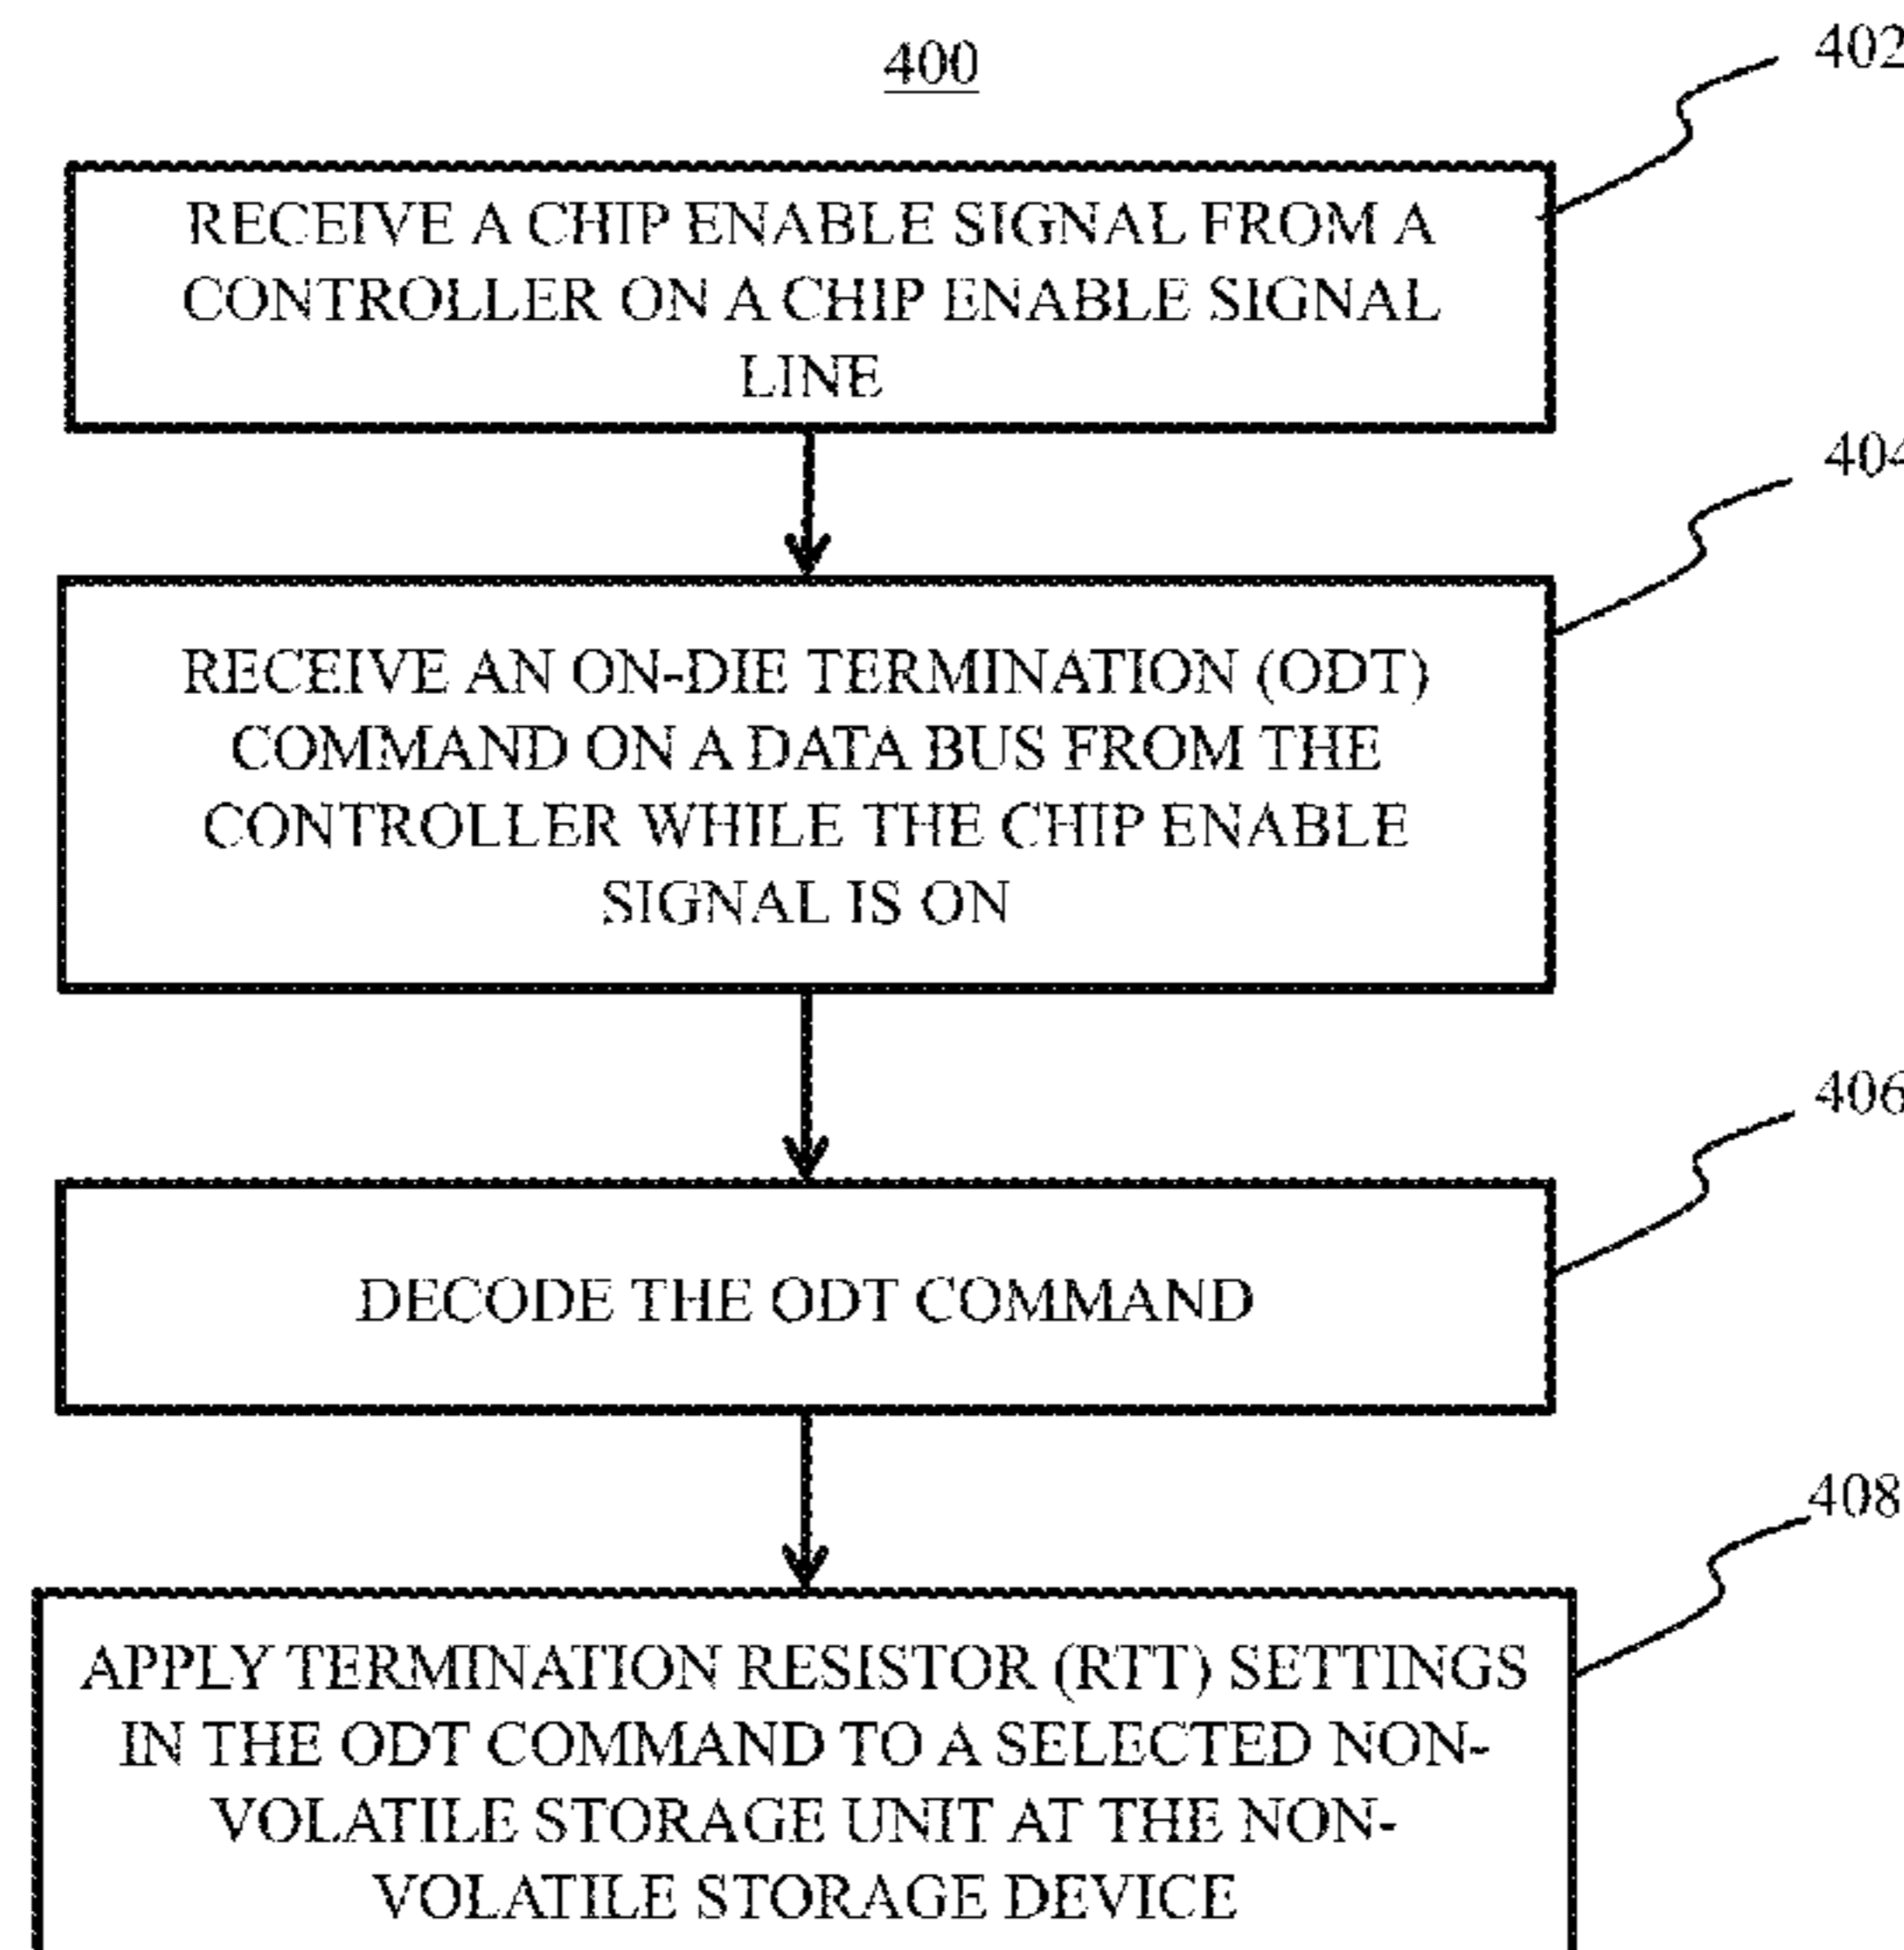 400
402
RECEIVE A CHIP ENABLE SIGNAL FROM A
CONTROLLER ON A CHIP ENABLE SIGNAL
LINE
404
RECEIVE AN ON-DIE TERMINATION (ODT)
COMMAND ON A DATA BUS FROM THE
CONTROLLER WHILE THE CHIP ENABLE
SIGNAL IS ON
406
DECODE THE ODT COMMAND
408
APPLY TERMINATION RESISTOR (RTT) SETTINGS
IN THE ODT COMMAND TO A SELECTED NON-
VOLATILE STORAGE UNIT AT THE NON-
VOLATILE STORAGE DEVICE